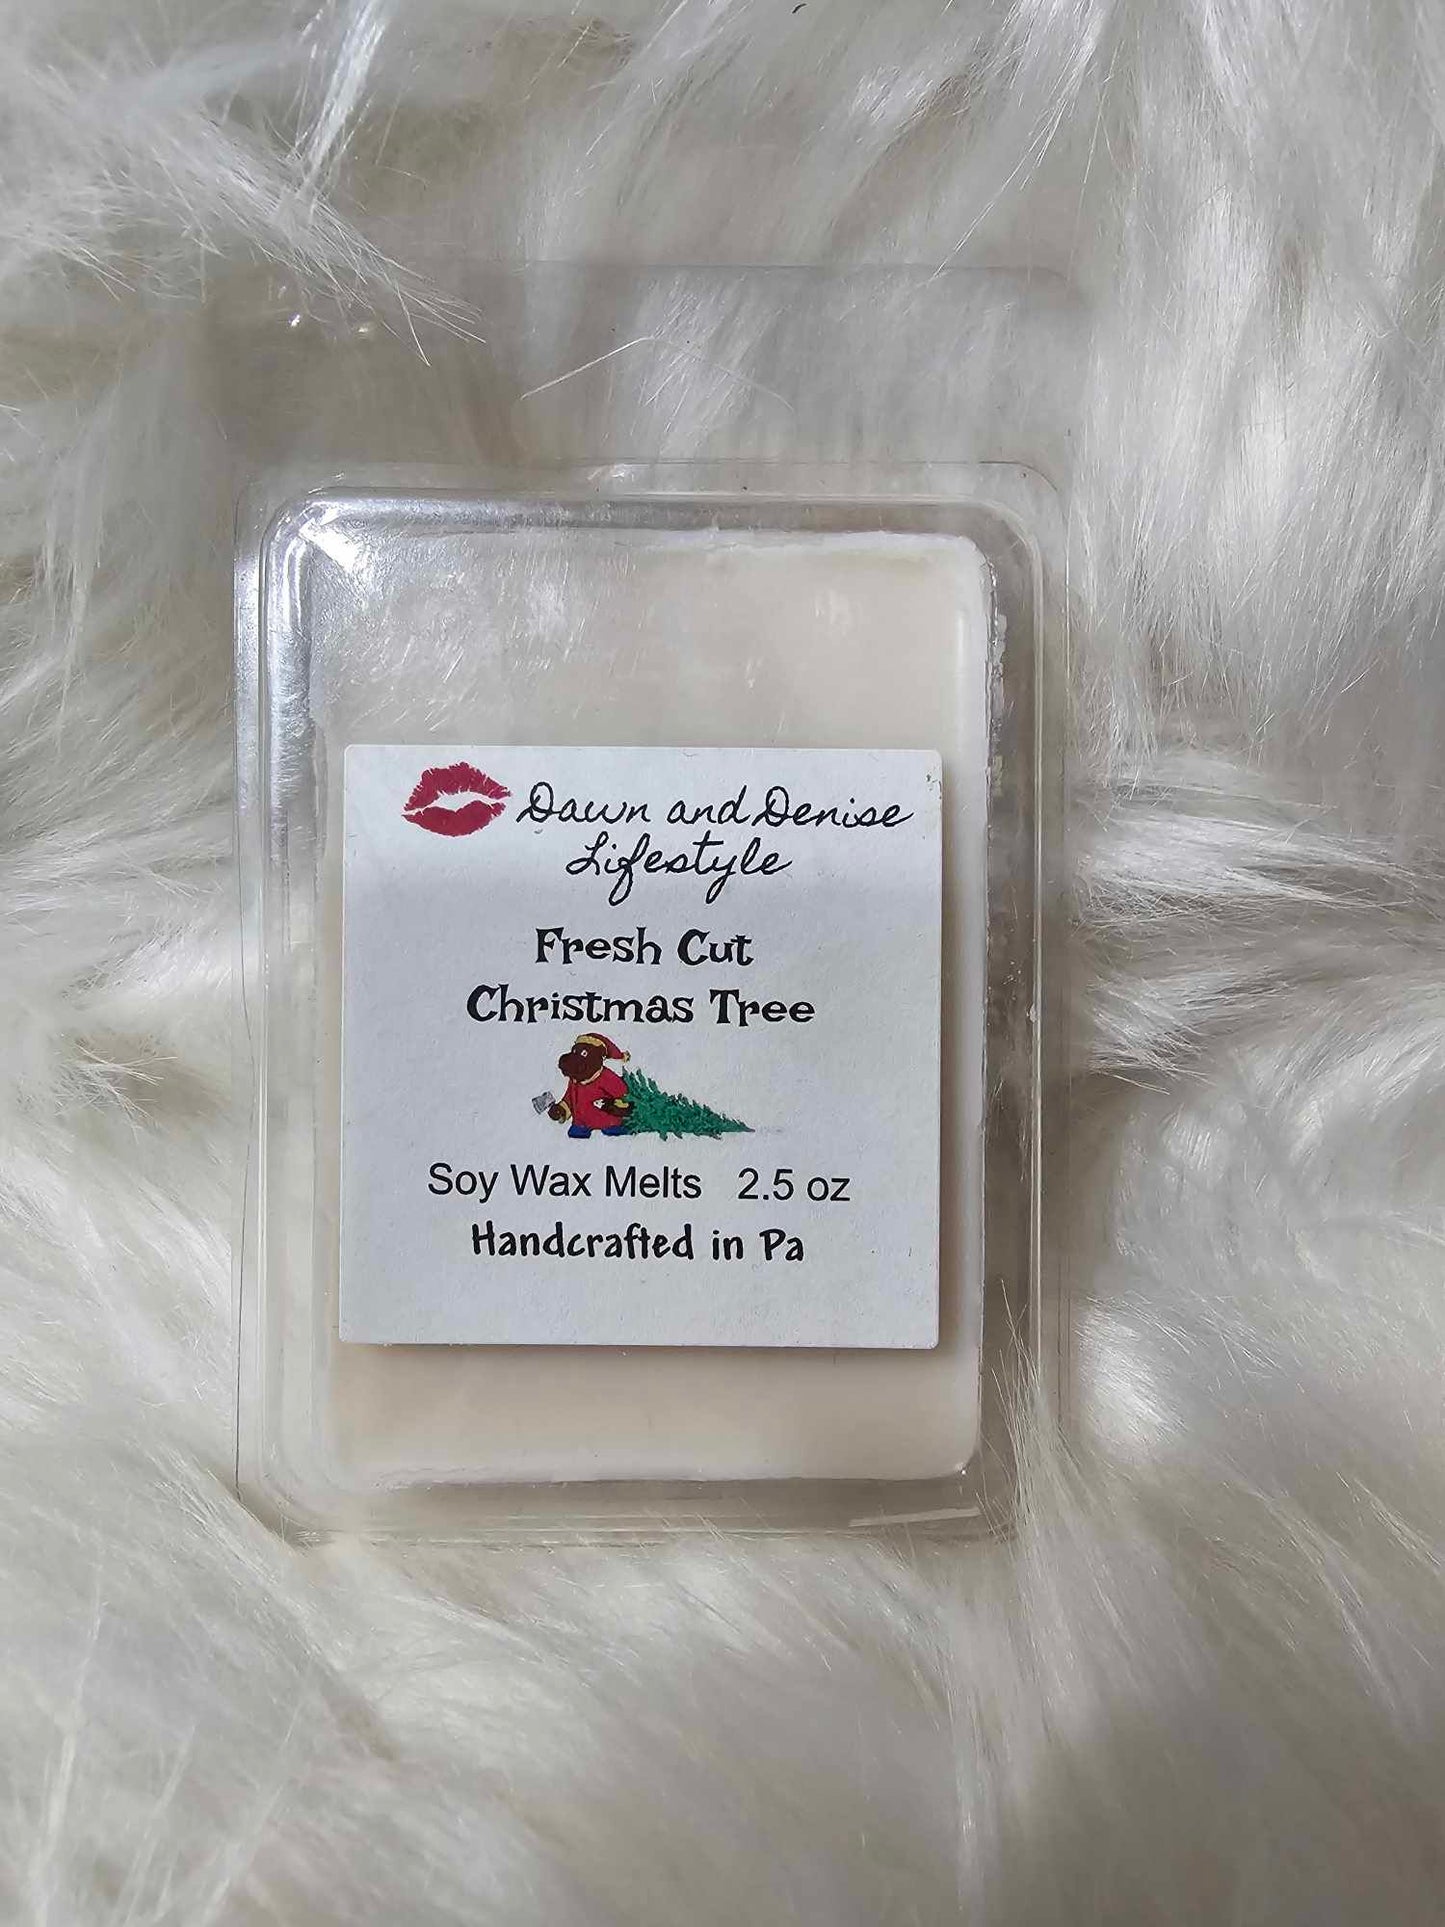 Dawn and Denise
Lifestyle
Fresh Cut
Christmas Tree
Soy Wax Melts 2.5 oz
Handcrafted in Pa